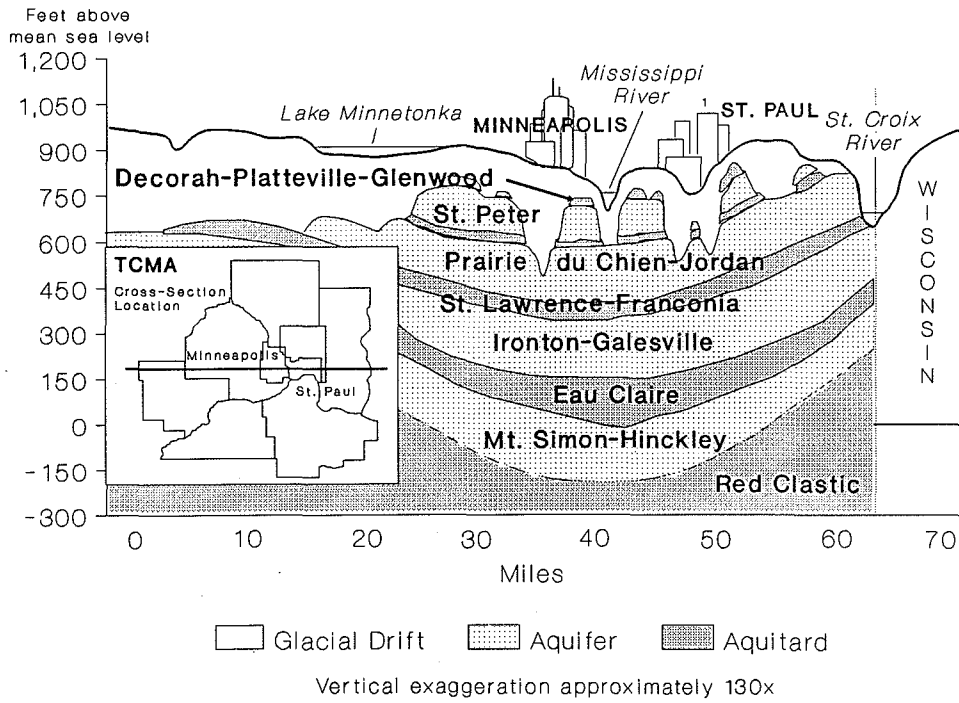 Feet above
mean sea level
1,200
1,050
900
750
600
450
300
150
0
-150
-300
Lake Minnetonka
MINNEAPOLIS
Mississippi
River
ST. PAUL
St. Croix
River
Decorah-Platteville-Glenwood
St. Peter
Prairie du Chien-Jordan
St. Lawrence-Franconia
Ironton-Galesville
Eau Claire
Mt. Simon-Hinckley
Red Clastic
WISCONSIN
TCMA
Cross-Section
Location
Minneapolis
St. Paul
0 10 20 30 40 50 60 70
Miles
Glacial Drift Aquifer Aquitard
Vertical exaggeration approximately 130x